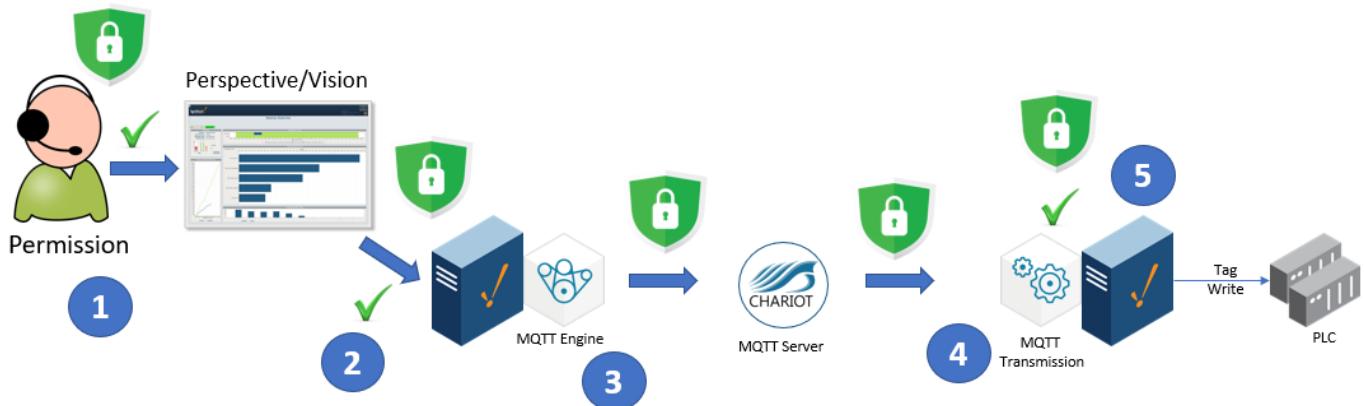 Perspective/Vision
Permission
1
2
MQTT Engine
3
CHARIOT
MQTT Server
4
MQTT
Transmission
5
Tag
Write
PLC